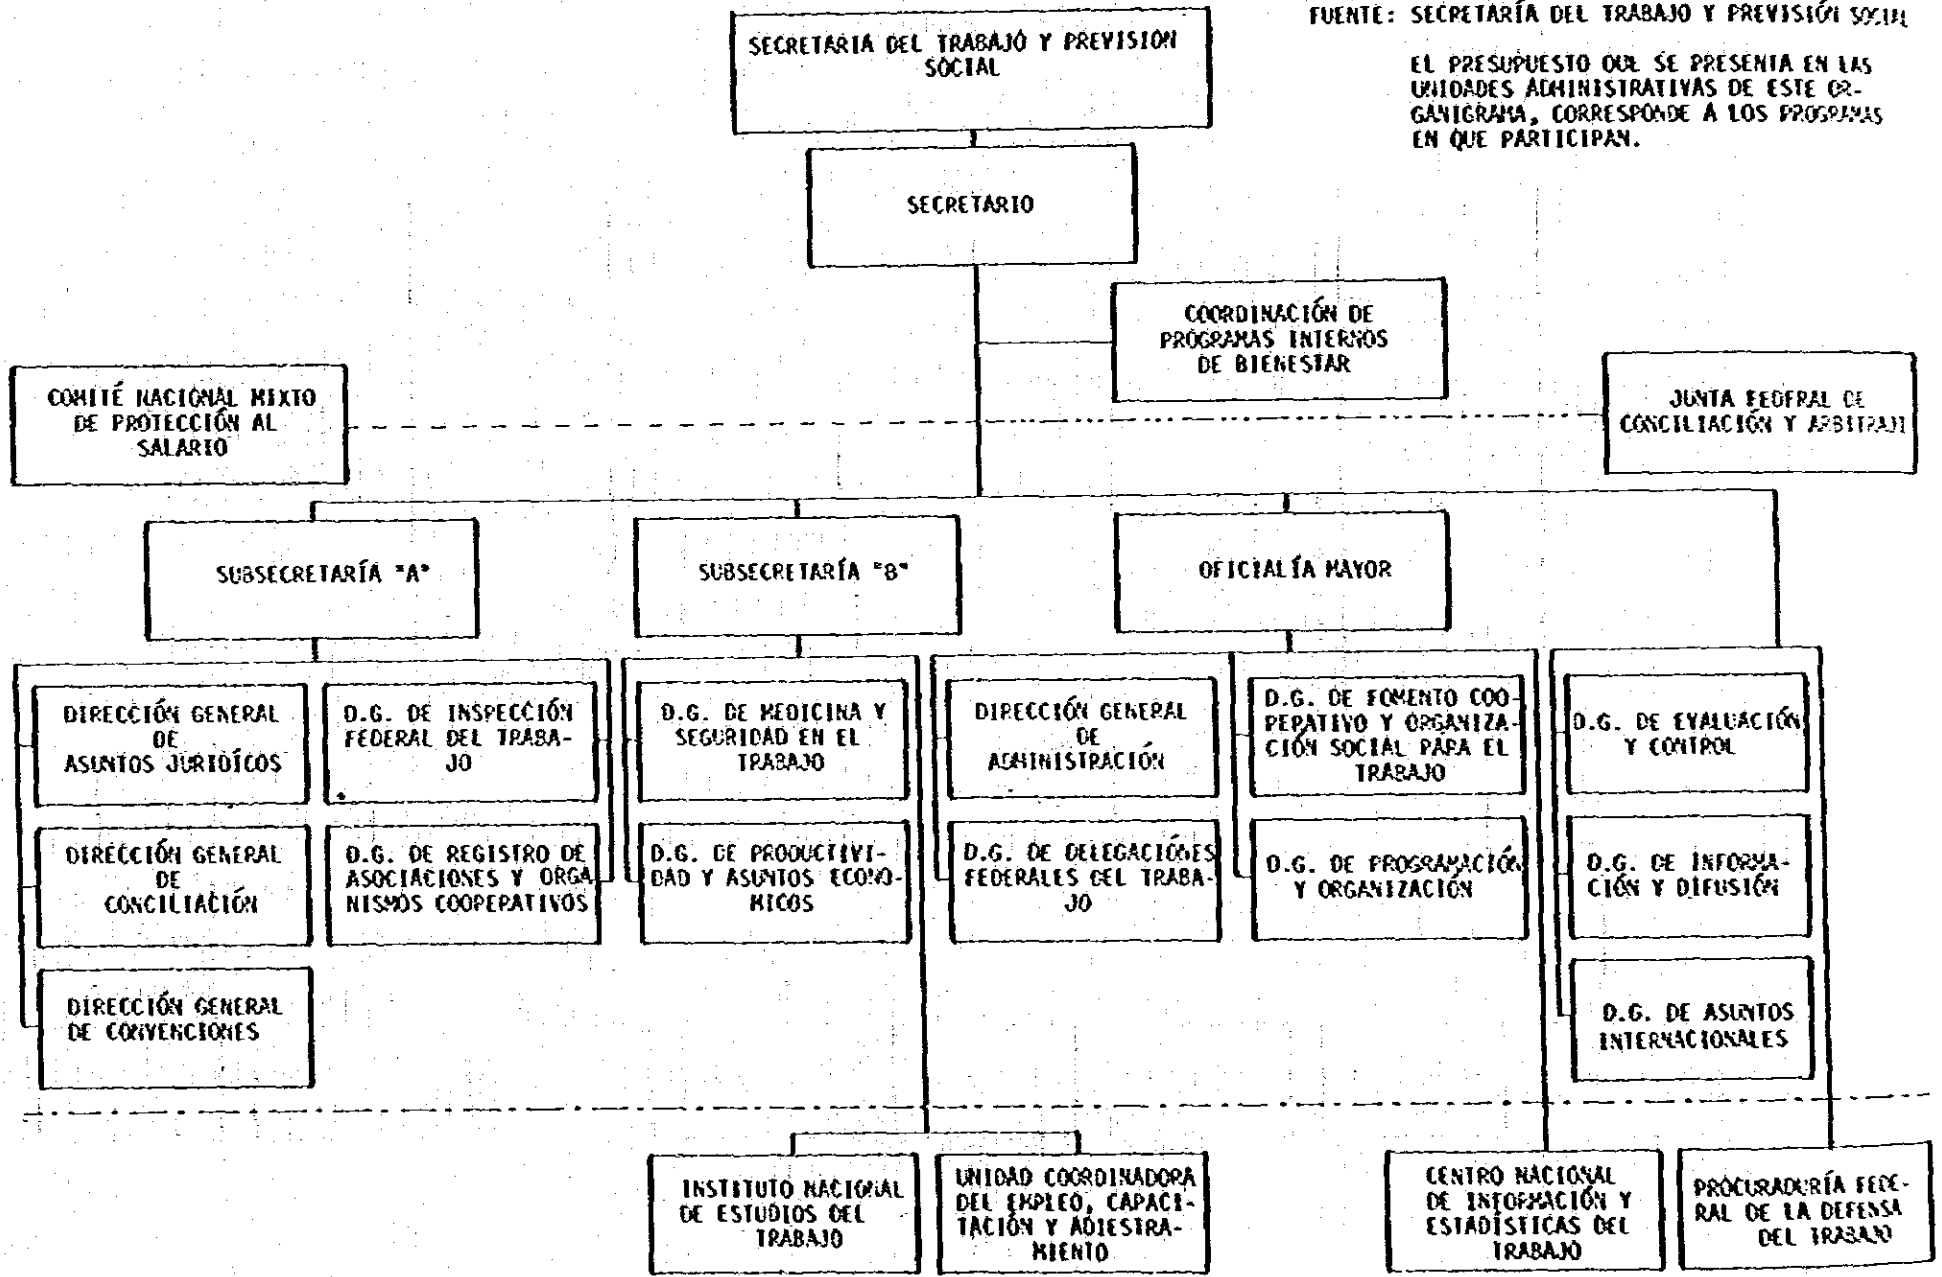 FUENTE: SECRETARÍA DEL TRABAJO Y PREVISIÓN SOCIAL
EL PRESUPUESTO QUE SE PRESENTA EN LAS
UNIDADES ADMINISTRATIVAS DE ESTE OR-
GANIGRAMA, CORRESPONDE A LOS PROGRAMAS
EN QUE PARTICIPAN.
SECRETARIA DEL TRABAJO Y PREVISION
SOCIAL
SECRETARIO
COORDINACIÓN DE
PROGRAMAS INTERNOS
DE BIENESTAR
COMITÉ NACIONAL MIXTO
DE PROTECCIÓN AL
SALARIO
JUNTA FEDERAL DE
CONCILIACIÓN Y ARBITRAJE
SUBSECRETARÍA "A"
SUBSECRETARÍA "B"
OFICIALÍA MAYOR
DIRECCIÓN GENERAL
DE
ASUNTOS JURIDÍCOS
D.G. DE INSPECCIÓN
FEDERAL DEL TRABA-
JO
D.G. DE MEDICINA Y
SEGURIDAD EN EL
TRABAJO
DIRECCIÓN GENERAL
DE
ADMINISTRACIÓN
D.G. DE FOMENTO COO-
PERATIVO Y ORGANIZA-
CIÓN SOCIAL PARA EL
TRABAJO
D.G. DE EVALUACIÓN
Y CONTROL
DIRECCIÓN GENERAL
DE
CONCILIACIÓN
D.G. DE REGISTRO DE
ASOCIACIONES Y ORGA
NISMOS COOPERATIVOS
D.G. DE PRODUCTIVI-
DAD Y ASUNTOS ECONO-
MICOS
D.G. DE DELEGACIÓNES
FEDERALES DEL TRABA-
JO
D.G. DE PROGRAMACIÓN
Y ORGANIZACIÓN
D.G. DE INFORMA-
CIÓN Y DIFUSIÓN
DIRECCIÓN GENERAL
DE CONVENCIONES
D.G. DE ASUNTOS
INTERNACIONALES
INSTITUTO NACIONAL
DE ESTUDIOS DEL
TRABAJO
UNIDAD COORDINADORA
DEL EMPLEO, CAPACI-
TACIÓN Y ADIESTRA-
MIENTO
CENTRO NACIONAL
DE INFORMACIÓN Y
ESTADÍSTICAS DEL
TRABAJO
PROCURADURÍA FEDE-
RAL DE LA DEFENSA
DEL TRABAJO